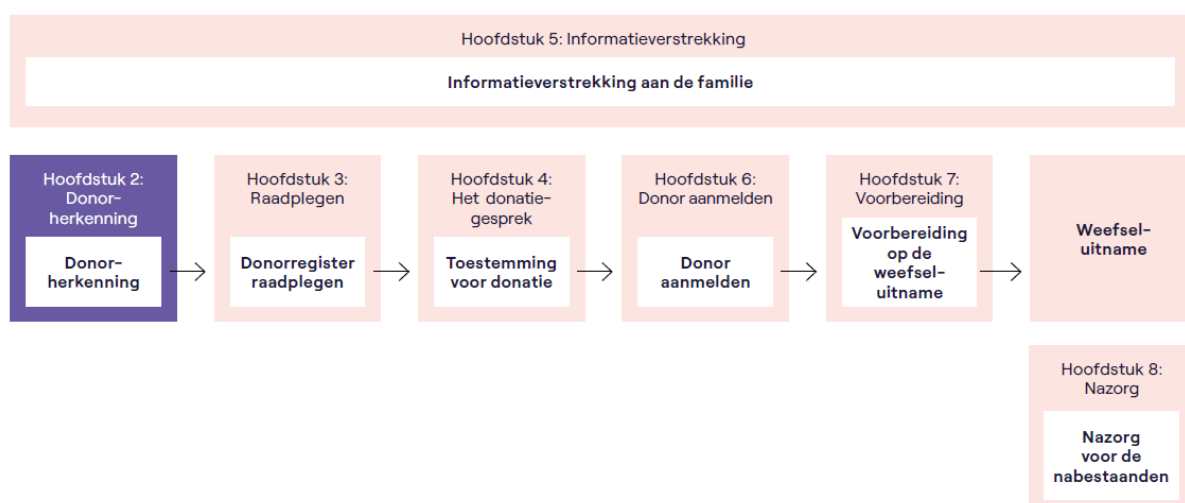 Hoofdstuk 5: Informatieverstrekking
Informatieverstrekking aan de familie
Hoofdstuk 2:
Donor-
herkenning
Donor-
herkenning
Hoofdstuk 3:
Raadplegen
Donorregister
raadplegen
Hoofdstuk 4:
Het donatie-
gesprek
Toestemming
voor donatie
Hoofdstuk 6:
Donor aanmelden
Donor
aanmelden
Hoofdstuk 7:
Voorbereiding
Voorbereiding
op de
weefsel-
uitname
Weefsel-
uitname
Hoofdstuk 8:
Nazorg
Nazorg
voor de
nabestaanden